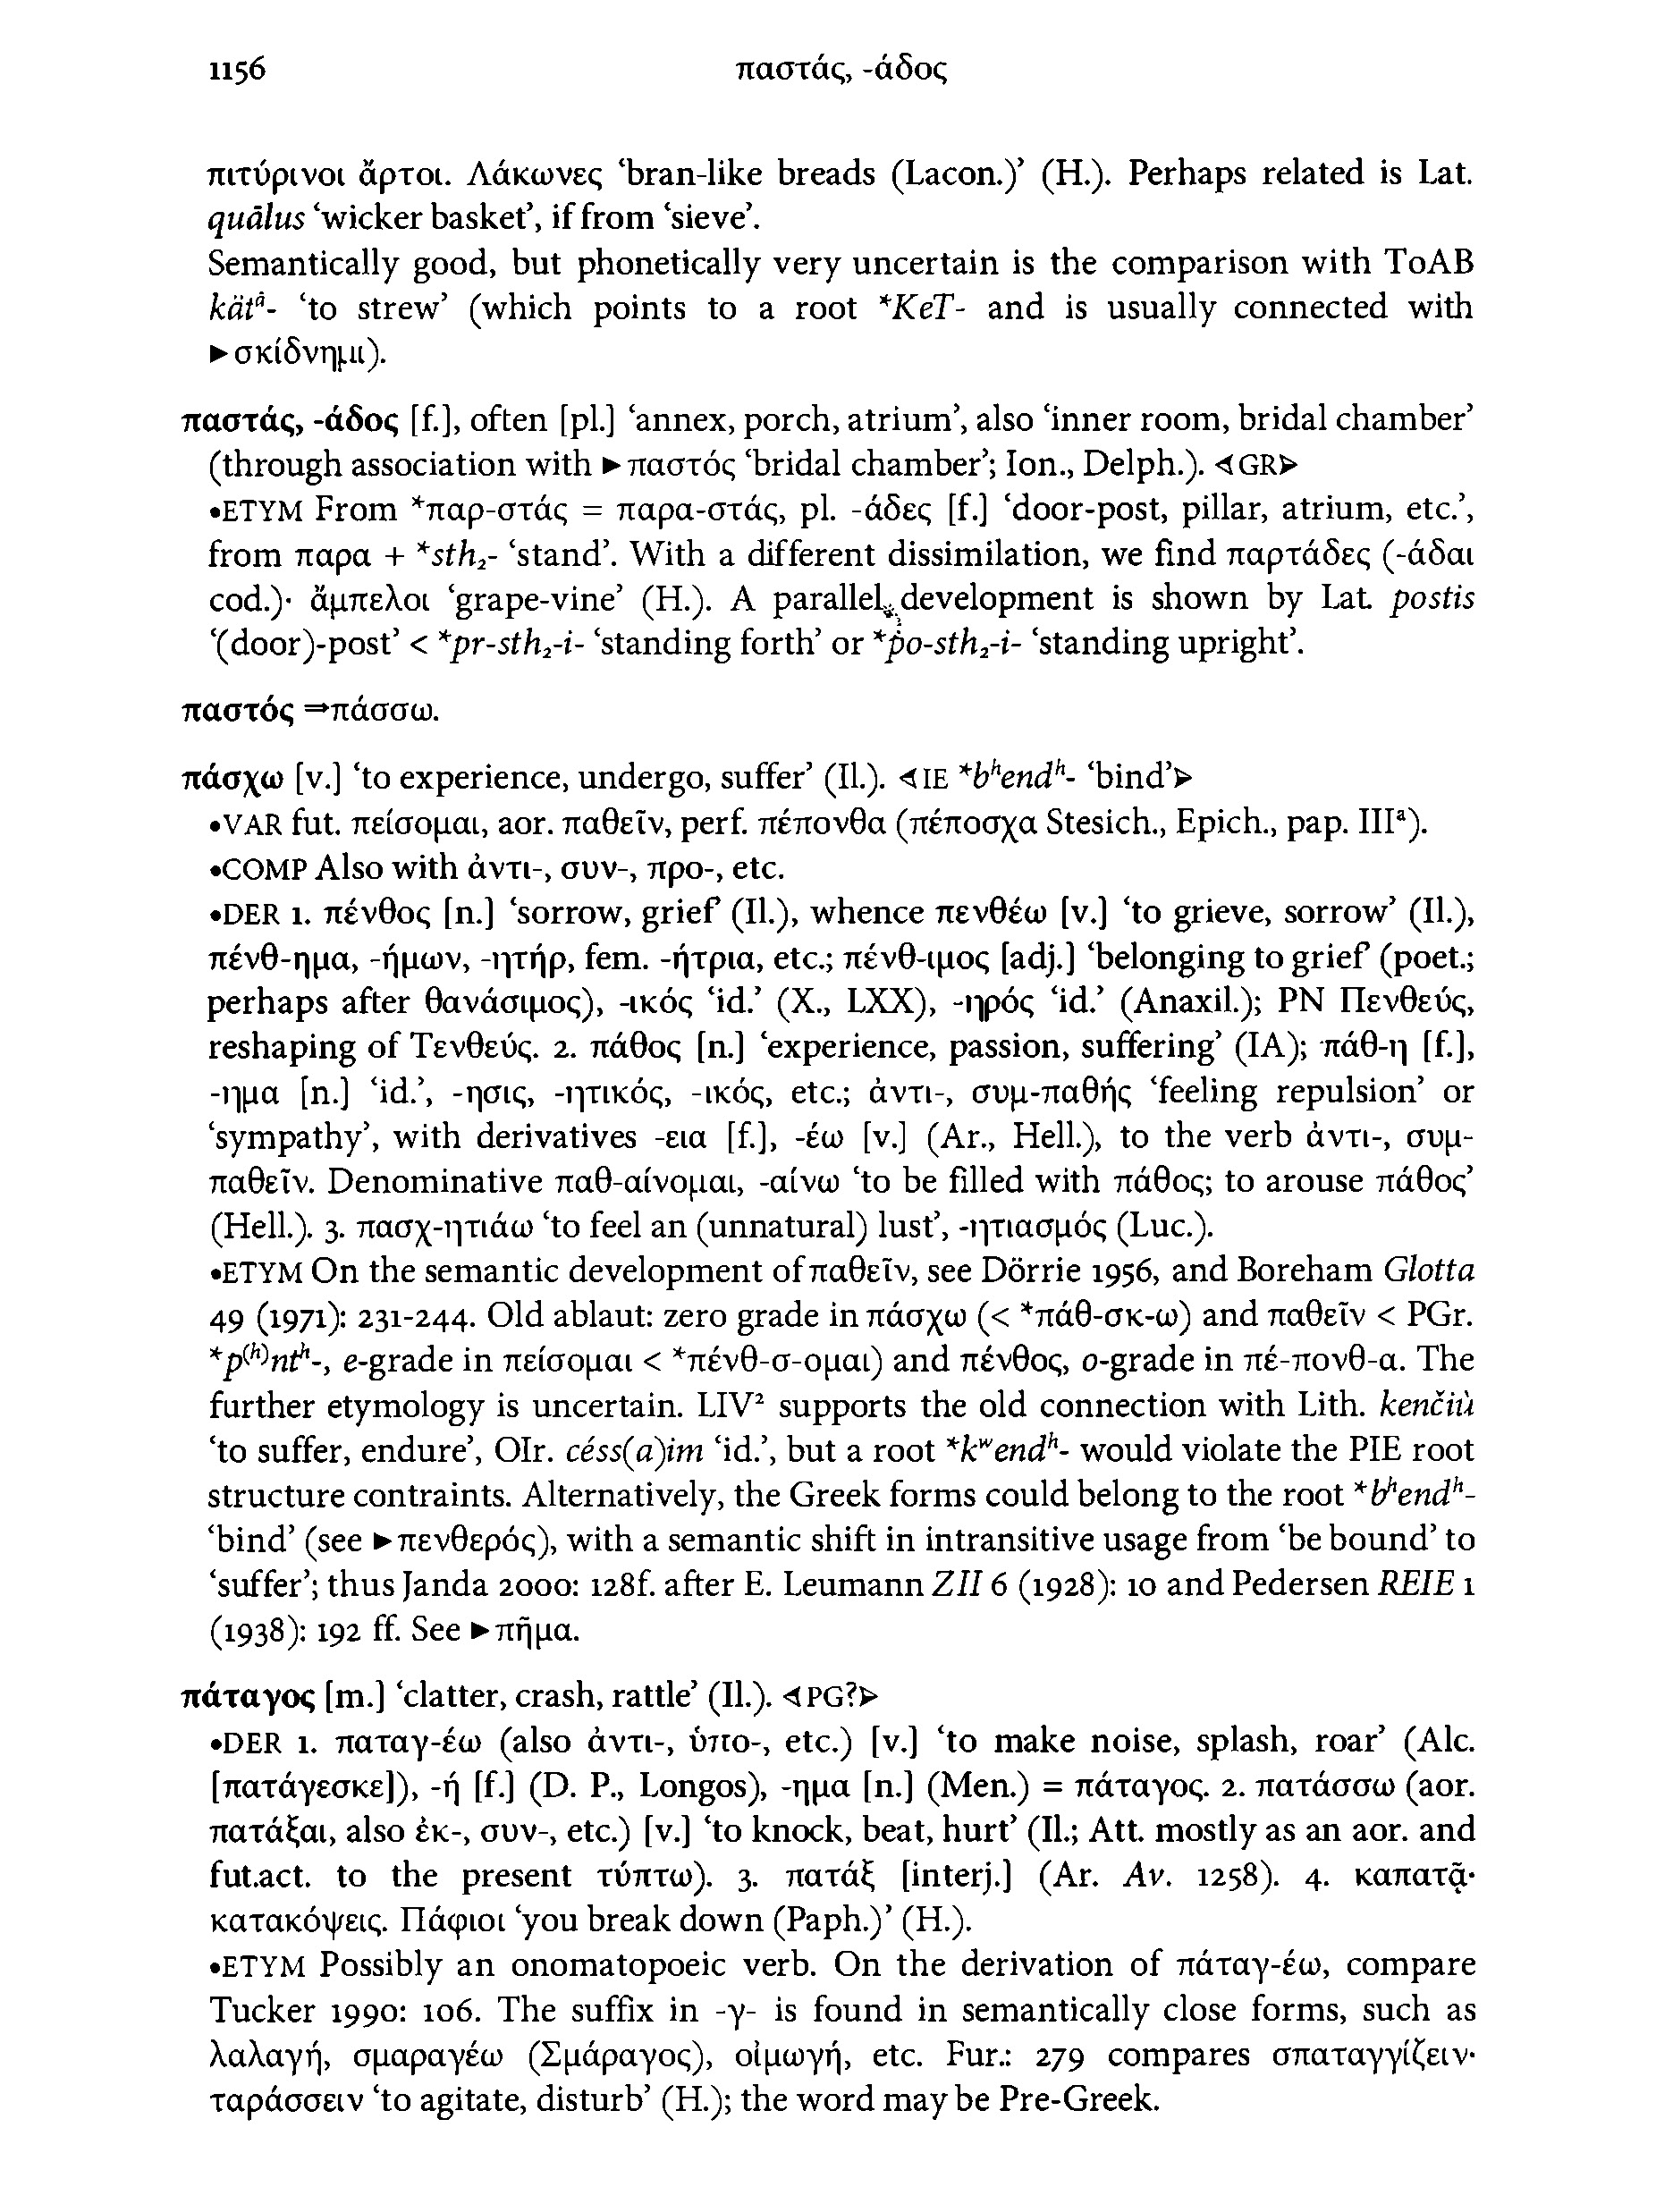 1156 παστάς, -άδος
πιτύρινοι ἄρτοι. Λάκωνες ‘bran-like breads (Lacon.)’ (H.). Perhaps related is Lat.
quālus ‘wicker basket’, if from ‘sieve’.
Semantically good, but phonetically very uncertain is the comparison with ToAB
kätᵃ- ‘to strew’ (which points to a root *KeT- and is usually connected with
►σκίδνημι).
παστάς, -άδος [f.], often [pl.] ‘annex, porch, atrium’, also ‘inner room, bridal chamber’
(through association with ►παστός ‘bridal chamber’; Ion., Delph.). ◁GR▷
•ETYM From *παρ-στάς = παρα-στάς, pl. -άδες [f.] ‘door-post, pillar, atrium, etc.’,
from παρα + *sth₂- ‘stand’. With a different dissimilation, we find παρτάδες (-άδαι
cod.)· ἄμπελοι ‘grape-vine’ (H.). A parallel development is shown by Lat. postis
‘(door)-post’ < *pr-sth₂-i- ‘standing forth’ or *po-sth₂-i- ‘standing upright’.
παστός ⇒πάσσω.
πάσχω [v.] ‘to experience, undergo, suffer’ (Il.). ◁IE *bʰendʰ- ‘bind’▷
•VAR fut. πείσομαι, aor. παθεῖν, perf. πέπονθα (πέποσχα Stesich., Epich., pap. IIIᵃ).
•COMP Also with ἀντι-, συν-, προ-, etc.
•DER 1. πένθος [n.] ‘sorrow, grief’ (Il.), whence πενθέω [v.] ‘to grieve, sorrow’ (Il.),
πένθ-ημα, -ήμων, -ητήρ, fem. -ήτρια, etc.; πένθ-ιμος [adj.] ‘belonging to grief’ (poet.;
perhaps after θανάσιμος), -ικός ‘id.’ (X., LXX), -ηρός ‘id.’ (Anaxil.); PN Πενθεύς,
reshaping of Τενθεύς. 2. πάθος [n.] ‘experience, passion, suffering’ (IA); πάθ-η [f.],
-ημα [n.] ‘id.’, -ησις, -ητικός, -ικός, etc.; ἀντι-, συμ-παθής ‘feeling repulsion’ or
‘sympathy’, with derivatives -εια [f.], -έω [v.] (Ar., Hell.), to the verb ἀντι-, συμ-
παθεῖν. Denominative παθ-αίνομαι, -αίνω ‘to be filled with πάθος; to arouse πάθος’
(Hell.). 3. πασχ-ητιάω ‘to feel an (unnatural) lust’, -ητιασμός (Luc.).
•ETYM On the semantic development of παθεῖν, see Dörrie 1956, and Boreham Glotta
49 (1971): 231-244. Old ablaut: zero grade in πάσχω (< *πάθ-σκ-ω) and παθεῖν < PGr.
*p⁽ʰ⁾ntʰ-, e-grade in πείσομαι < *πένθ-σ-ομαι) and πένθος, o-grade in πέ-πονθ-α. The
further etymology is uncertain. LIV² supports the old connection with Lith. kenčiù
‘to suffer, endure’, OIr. céss(a)im ‘id.’, but a root *kʷendʰ- would violate the PIE root
structure contraints. Alternatively, the Greek forms could belong to the root *bʰendʰ-
‘bind’ (see ►πενθερός), with a semantic shift in intransitive usage from ‘be bound’ to
‘suffer’; thus Janda 2000: 128f. after E. Leumann ZII 6 (1928): 10 and Pedersen REIE 1
(1938): 192 ff. See ►πῆμα.
πάταγος [m.] ‘clatter, crash, rattle’ (Il.). ◁PG?▷
•DER 1. παταγ-έω (also ἀντι-, ὑπο-, etc.) [v.] ‘to make noise, splash, roar’ (Alc.
[πατάγεσκε]), -ή [f.] (D. P., Longos), -ημα [n.] (Men.) = πάταγος. 2. πατάσσω (aor.
πατάξαι, also ἐκ-, συν-, etc.) [v.] ‘to knock, beat, hurt’ (Il.; Att. mostly as an aor. and
fut.act. to the present τύπτω). 3. πατάξ [interj.] (Ar. Av. 1258). 4. καπατᾷ·
κατακόψεις. Πάφιοι ‘you break down (Paph.)’ (H.).
•ETYM Possibly an onomatopoeic verb. On the derivation of πάταγ-έω, compare
Tucker 1990: 106. The suffix in -γ- is found in semantically close forms, such as
λαλαγή, σμαραγέω (Σμάραγος), οἰμωγή, etc. Fur.: 279 compares σπαταγγίζειν·
ταράσσειν ‘to agitate, disturb’ (H.); the word may be Pre-Greek.